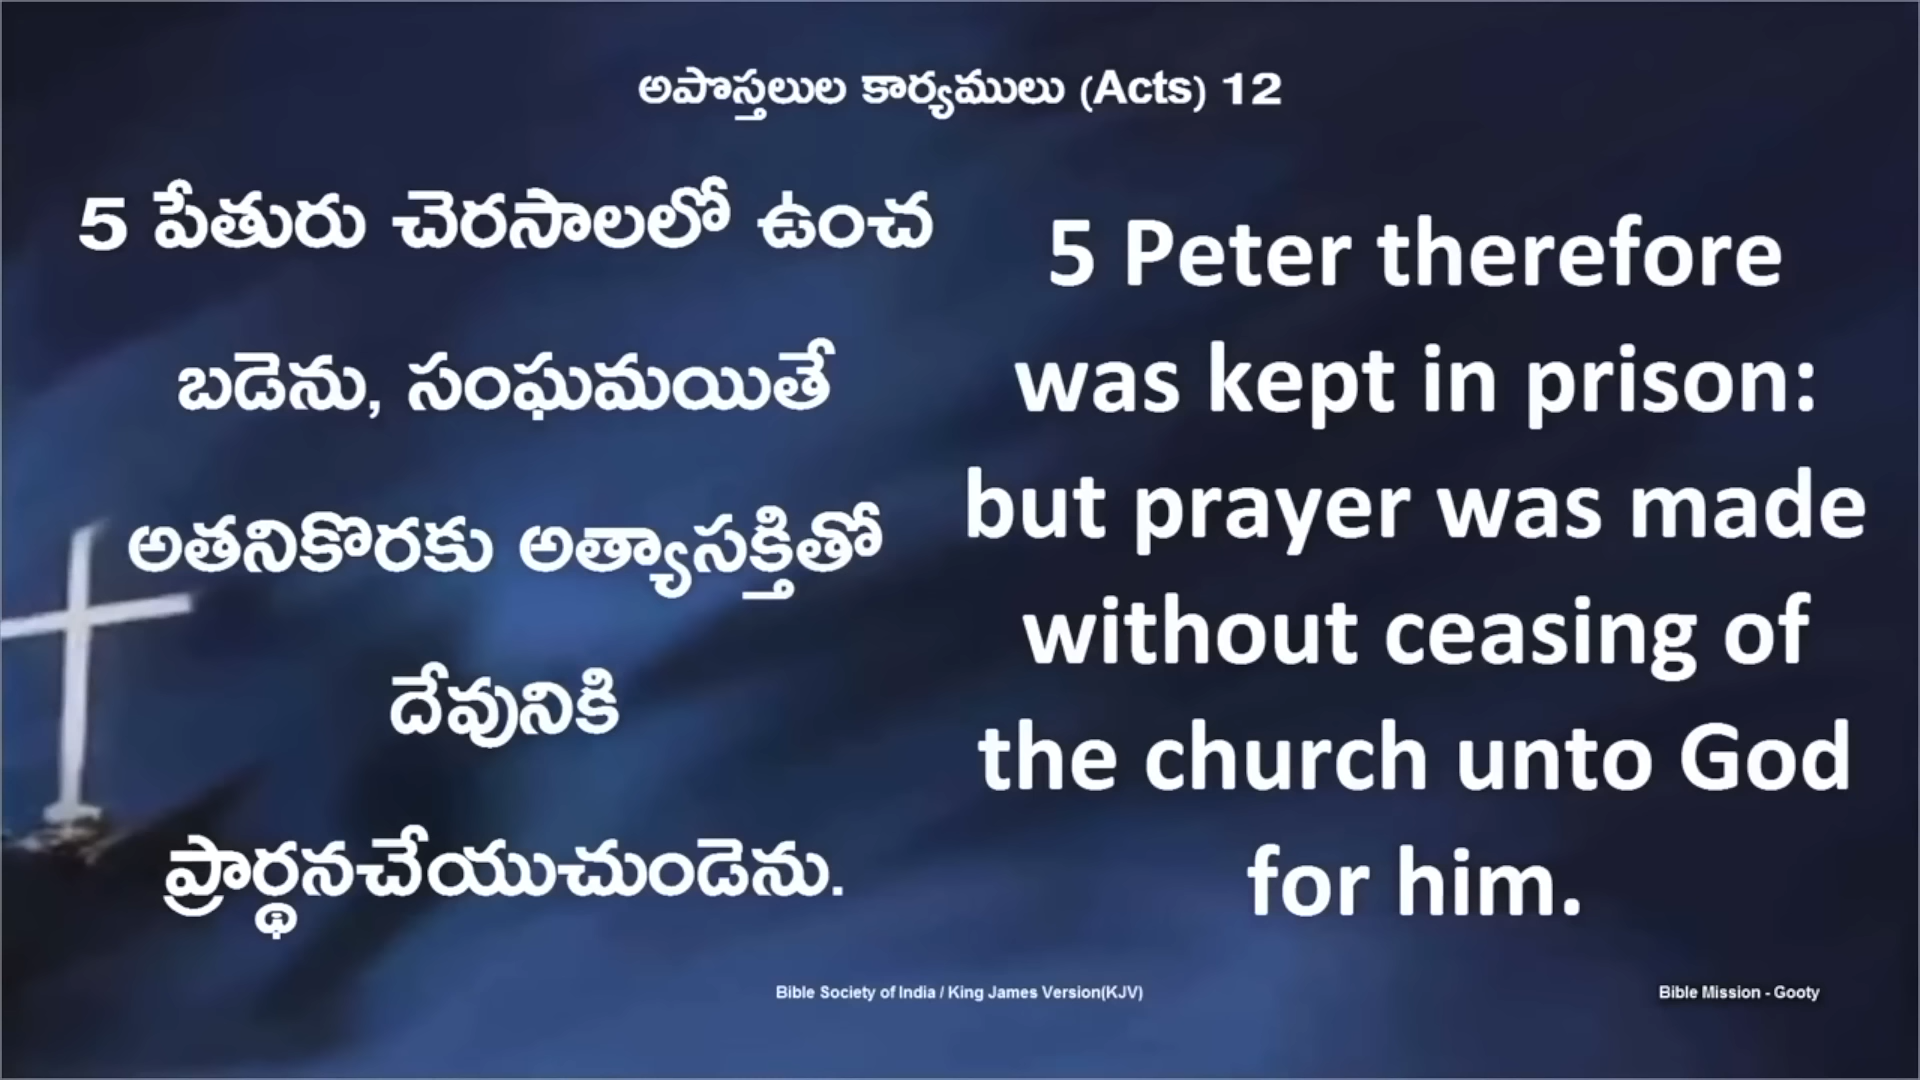 అపొస్తలుల కార్యములు (Acts) 12
5 పేతురు చెరసాలలో ఉంచ
బడెను, సంఘమయితే
అతనికొరకు అత్యాసక్తితో
దేవునికి
ప్రార్థనచేయుచుండెను.
5 Peter therefore
was kept in prison:
but prayer was made
without ceasing of
the church unto God
for him.
Bible Society of India / King James Version(KJV)
Bible Mission - Gooty